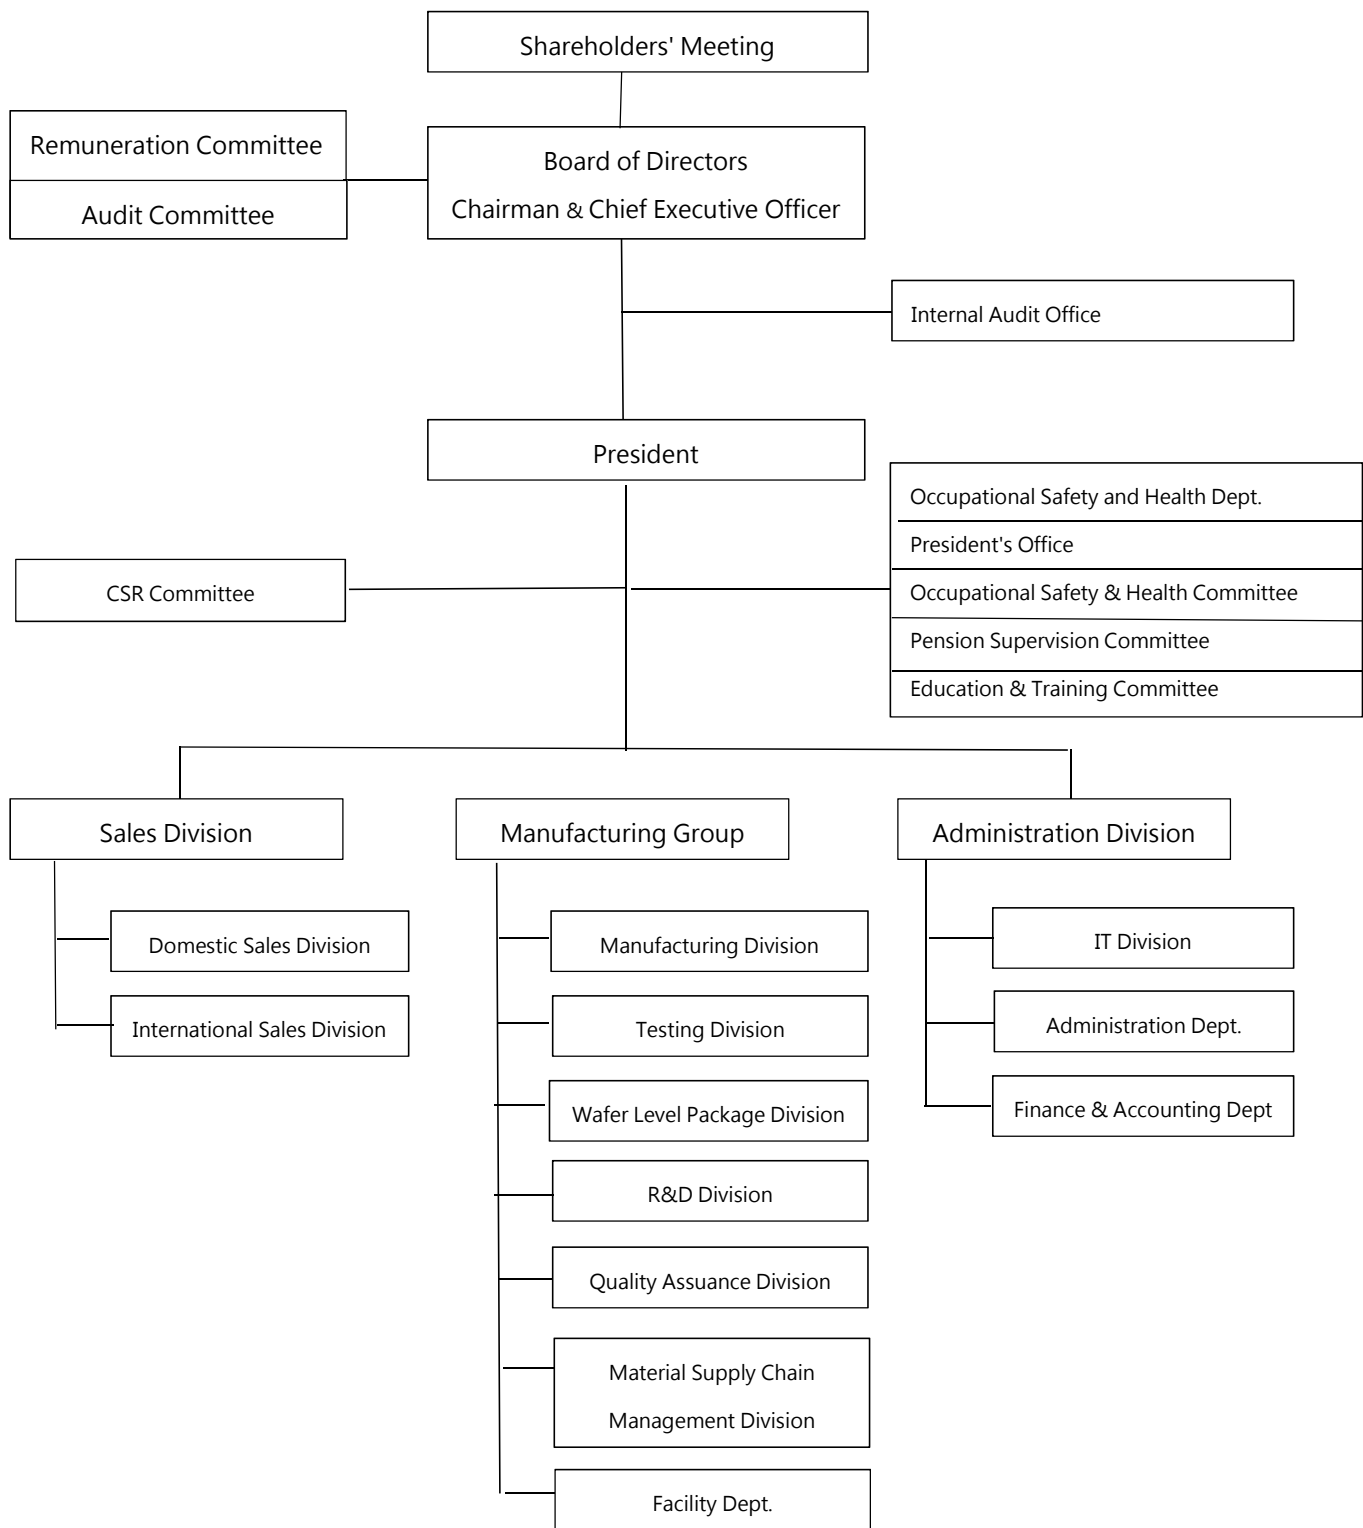 Shareholders' Meeting
Remuneration Committee
Audit Committee
Board of Directors
Chairman & Chief Executive Officer
Internal Audit Office
President
Occupational Safety and Health Dept.
President's Office
Occupational Safety & Health Committee
Pension Supervision Committee
Education & Training Committee
CSR Committee
Sales Division
Domestic Sales Division
International Sales Division
Manufacturing Group
Manufacturing Division
Testing Division
Wafer Level Package Division
R&D Division
Quality Assuance Division
Material Supply Chain
Management Division
Facility Dept.
Administration Division
IT Division
Administration Dept.
Finance & Accounting Dept